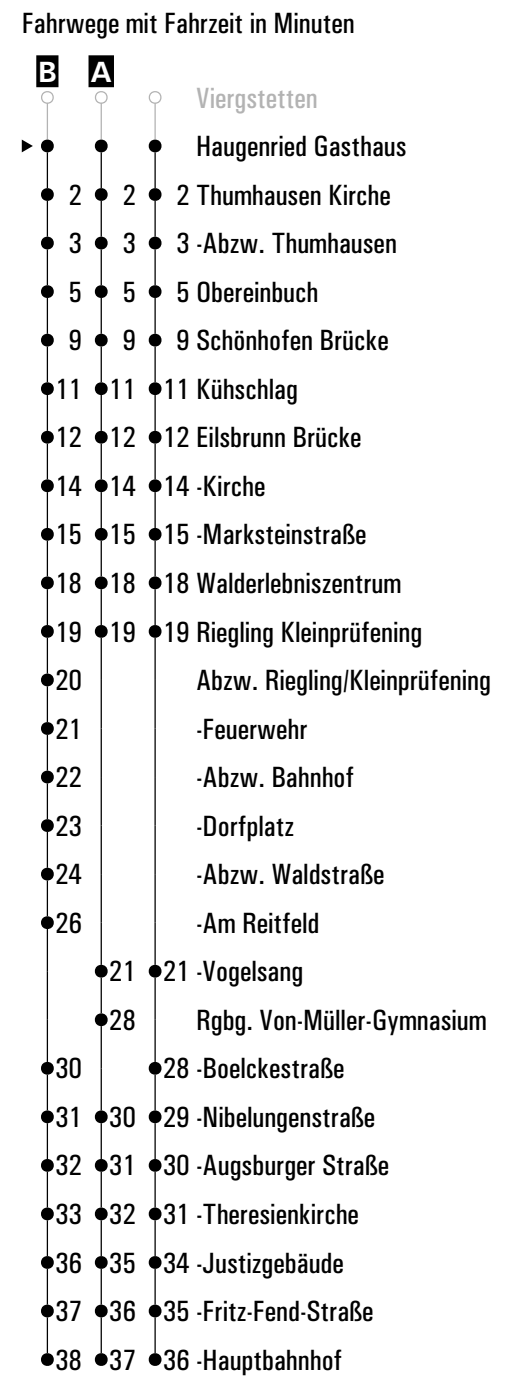 Fahrwege mit Fahrzeit in Minuten
B A
Viergstetten
Haugenried Gasthaus
2 2 2 Thumhausen Kirche
3 3 3 -Abzw. Thumhausen
5 5 5 Obereinbuch
9 9 9 Schönhofen Brücke
11 11 11 Kühschlag
12 12 12 Eilsbrunn Brücke
14 14 14 -Kirche
15 15 15 -Marksteinstraße
18 18 18 Walderlebniszentrum
19 19 19 Riegling Kleinprüfening
20 Abzw. Riegling/Kleinprüfening
21 -Feuerwehr
22 -Abzw. Bahnhof
23 -Dorfplatz
24 -Abzw. Waldstraße
26 -Am Reitfeld
21 21 -Vogelsang
28 Rgbg. Von-Müller-Gymnasium
30 28 -Boelckestraße
31 30 29 -Nibelungenstraße
32 31 30 -Augsburger Straße
33 32 31 -Theresienkirche
36 35 34 -Justizgebäude
37 36 35 -Fritz-Fend-Straße
38 37 36 -Hauptbahnhof